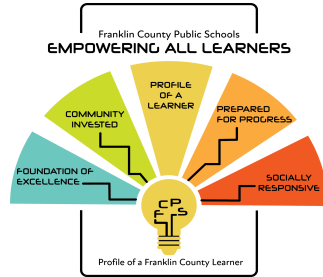 Franklin County Public Schools
EMPOWERING ALL LEARNERS
PROFILE
OF A
LEARNER
COMMUNITY
INVESTED
PREPARED
FOR PROGRESS
FOUNDATION OF
EXCELLENCE
SOCIALLY
RESPONSIVE
FCPS
Profile of a Franklin County Learner